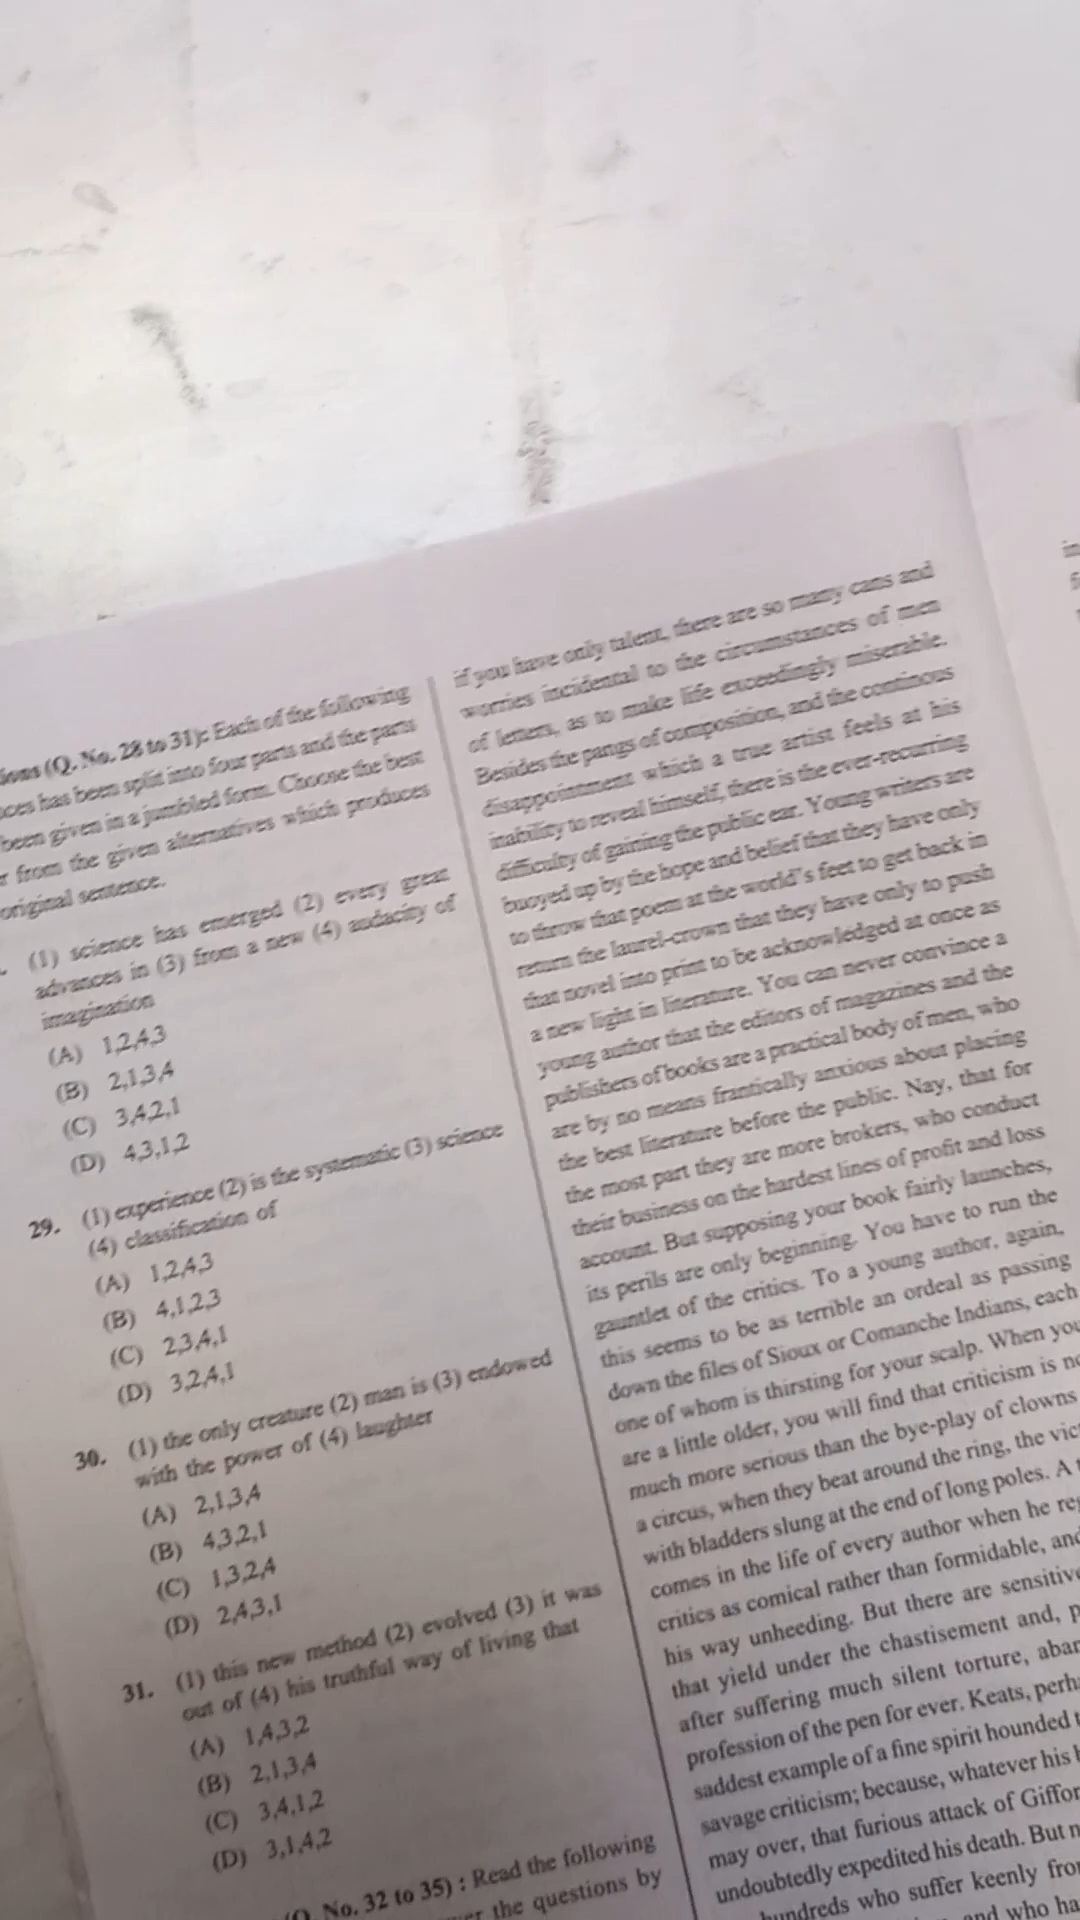 (Q. No. 28 to 31): Each of the following
has been split into four parts and the parts
been given in a jumbled form. Choose the best
from the given alternatives which produces
original sentence.
(1) science has emerged (2) every great
advances in (3) from a new (4) audacity of
imagination
(A) 1,2,4,3
(B) 2,1,3,4
(C) 3,4,2,1
(D) 4,3,1,2
29. (1) experience (2) is the systematic (3) science
(4) classification of
(A) 1,2,4,3
(B) 4,1,2,3
(C) 2,3,4,1
(D) 3,2,4,1
30. (1) the only creature (2) man is (3) endowed
with the power of (4) laughter
(A) 2,1,3,4
(B) 4,3,2,1
(C) 1,3,2,4
(D) 2,4,3,1
31. (1) this new method (2) evolved (3) it was
out of (4) his truthful way of living that
(A) 1,4,3,2
(B) 2,1,3,4
(C) 3,4,1,2
(D) 3,1,4,2
No. 32 to 35) : Read the following
the questions by
if you have only talent, there are so many cans and
worries incidental to the circumstances of men
of letters, as to make life exceedingly miserable.
Besides the pangs of composition, and the continous
disappointment which a true artist feels at his
inability to reveal himself, there is the ever-recurring
difficulty of gaining the public ear. Young writers are
buoyed up by the hope and belief that they have only
to throw that poem at the world's feet to get back in
return the laurel-crown that they have only to push
that novel into print to be acknowledged at once as
a new light in literature. You can never convince a
young author that the editors of magazines and the
publishers of books are a practical body of men, who
are by no means frantically anxious about placing
the best literature before the public. Nay, that for
the most part they are more brokers, who conduct
their business on the hardest lines of profit and loss
account. But supposing your book fairly launches,
its perils are only beginning. You have to run the
gauntlet of the critics. To a young author, again,
this seems to be as terrible an ordeal as passing
down the files of Sioux or Comanche Indians, each
one of whom is thirsting for your scalp. When you
are a little older, you will find that criticism is
much more serious than the bye-play of clowns
a circus, when they beat around the ring, the
with bladders slung at the end of long poles. A
comes in the life of every author when he
critics as comical rather than formidable, and
his way unheeding. But there are sensitive
that yield under the chastisement and,
after suffering much silent torture,
profession of the pen for ever. Keats,
saddest example of a fine spirit hounded
savage criticism; because, whatever his
may over, that furious attack of
undoubtedly expedited his death. But
who suffer keenly
and who